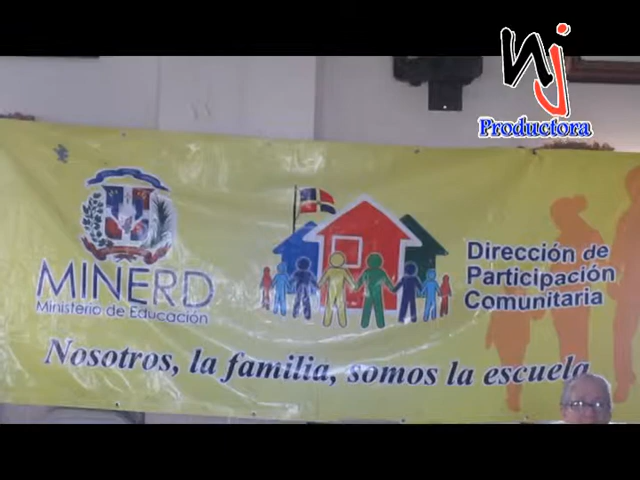 nj
Productora
MINERD
Ministerio de Educación
Dirección de
Participación
Comunitaria
Nosotros, la familia, somos la escuela